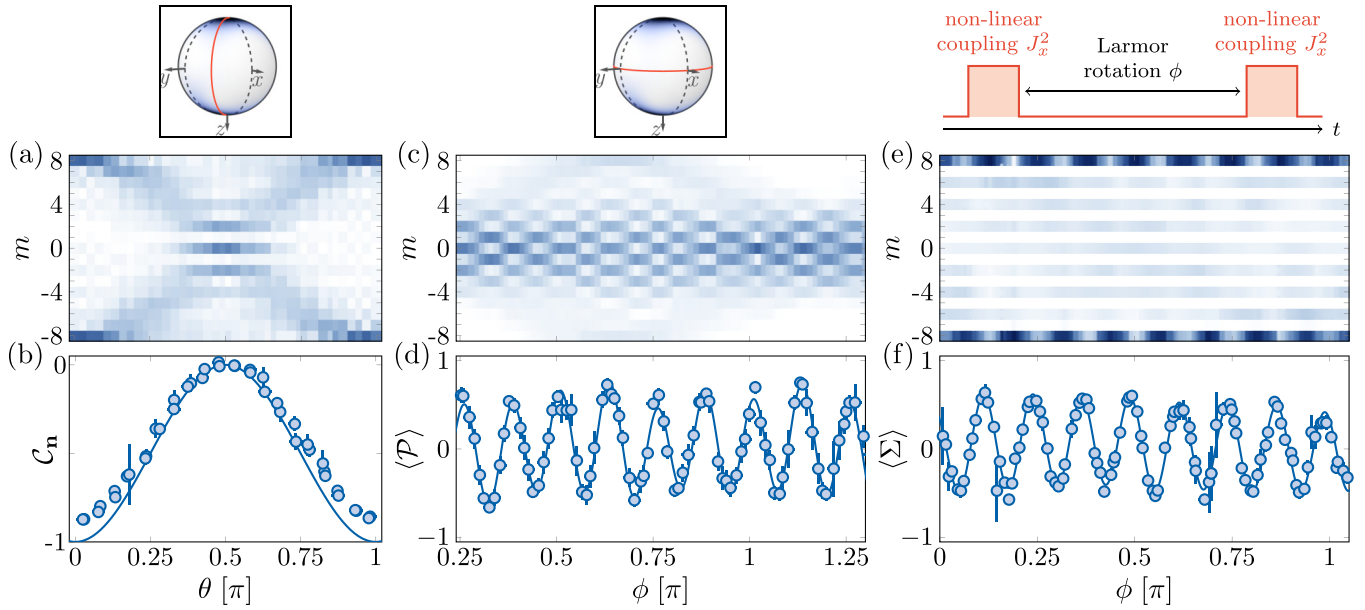 y
x
z
y
x
z
non-linear
coupling J_x^2
non-linear
coupling J_x^2
Larmor
rotation ϕ
t
(a)
m
8
4
0
-4
-8
(c)
m
8
4
0
-4
-8
(e)
m
8
4
0
-4
-8
(b)
C_n
0
-1
0
0.25
0.5
0.75
1
θ [π]
(d)
⟨P⟩
1
0
−1
0.25
0.5
0.75
1
1.25
ϕ [π]
(f)
⟨Σ⟩
1
0
−1
0
0.25
0.5
0.75
1
ϕ [π]